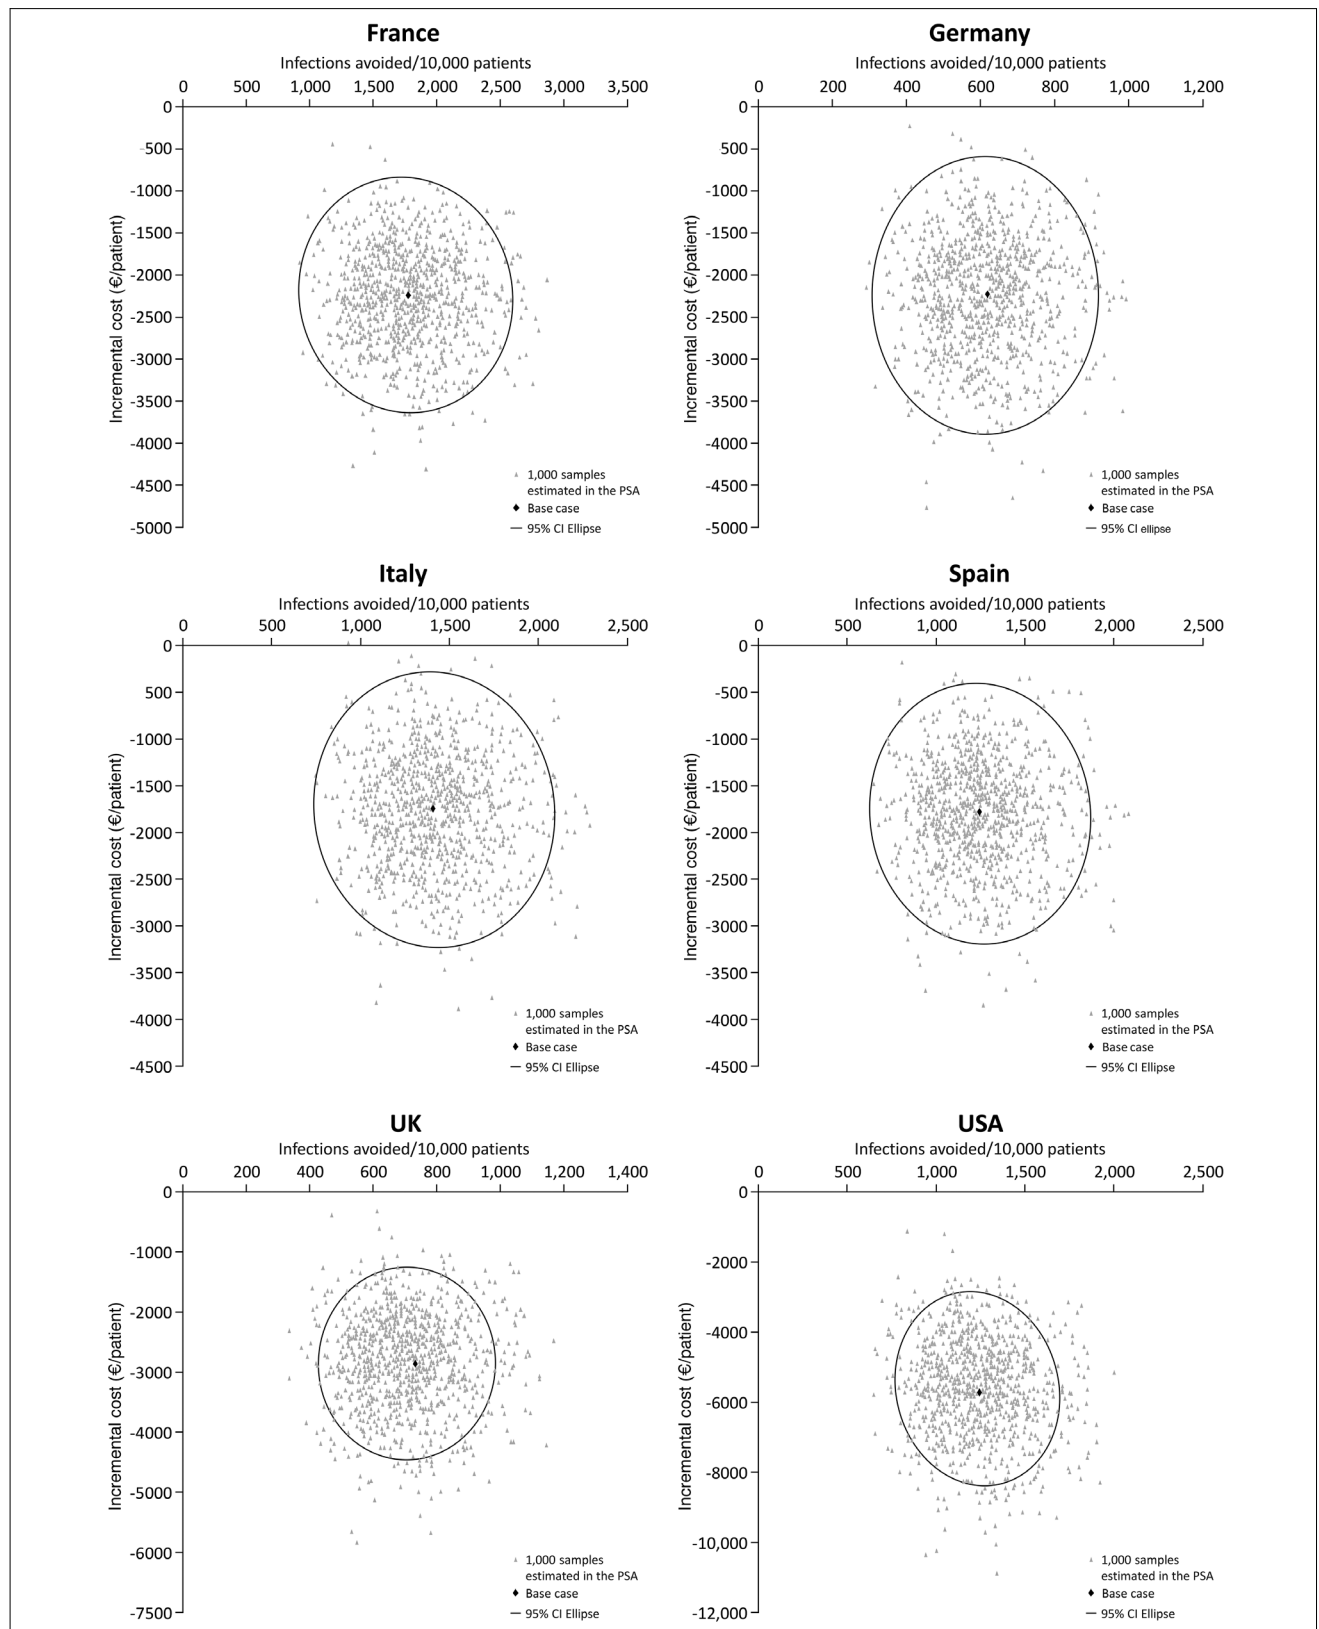 France
Infections avoided/10,000 patients
0 500 1,000 1,500 2,000 2,500 3,000 3,500
0
-500
-1000
-1500
-2000
-2500
-3000
-3500
-4000
-4500
-5000
Incremental cost (€/patient)
1,000 samples
estimated in the PSA
Base case
95% CI Ellipse
Germany
Infections avoided/10,000 patients
0 200 400 600 800 1,000 1,200
0
-500
-1000
-1500
-2000
-2500
-3000
-3500
-4000
-4500
-5000
Incremental cost (€/patient)
1,000 samples
estimated in the PSA
Base case
95% CI ellipse
Italy
Infections avoided/10,000 patients
0 500 1,000 1,500 2,000 2,500
0
-500
-1000
-1500
-2000
-2500
-3000
-3500
-4000
-4500
Incremental cost (€/patient)
1,000 samples
estimated in the PSA
Base case
95% CI Ellipse
Spain
Infections avoided/10,000 patients
0 500 1,000 1,500 2,000 2,500
0
-500
-1000
-1500
-2000
-2500
-3000
-3500
-4000
-4500
Incremental cost (€/patient)
1,000 samples
estimated in the PSA
Base case
95% CI Ellipse
UK
Infections avoided/10,000 patients
0 200 400 600 800 1,000 1,200 1,400
0
-1000
-2000
-3000
-4000
-5000
-6000
-7500
Incremental cost (€/patient)
1,000 samples
estimated in the PSA
Base case
95% CI Ellipse
USA
Infections avoided/10,000 patients
0 500 1,000 1,500 2,000 2,500
0
-2000
-4000
-6000
-8000
-10,000
-12,000
Incremental cost (€/patient)
1,000 samples
estimated in the PSA
Base case
95% CI Ellipse